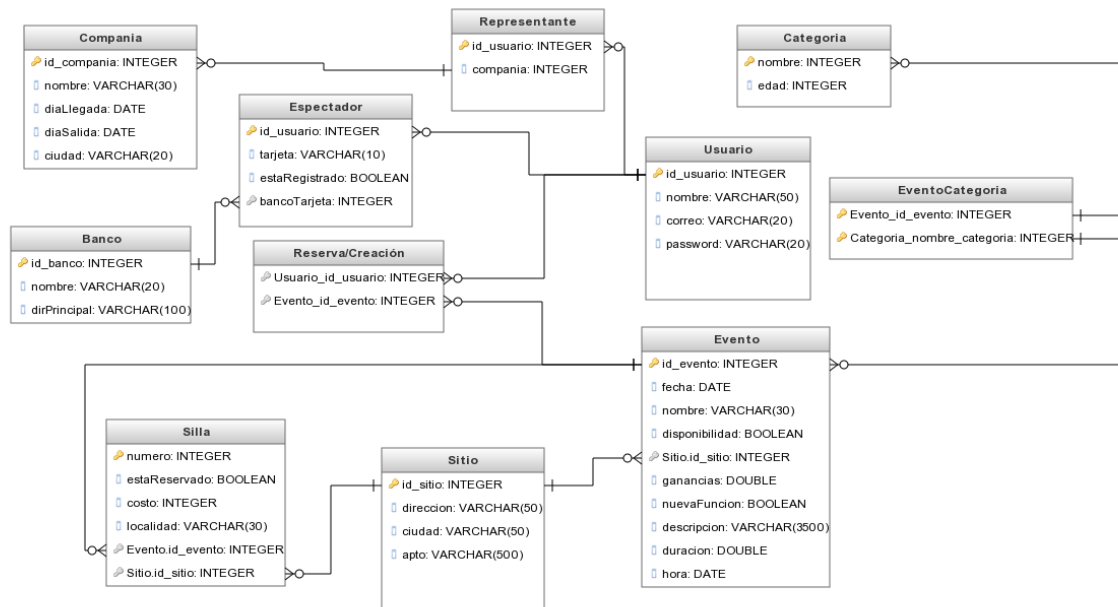 Compania
id_compania: INTEGER
nombre: VARCHAR(30)
diaLlegada: DATE
diaSalida: DATE
ciudad: VARCHAR(20)
Representante
id_usuario: INTEGER
compania: INTEGER
Categoria
nombre: INTEGER
edad: INTEGER
Espectador
id_usuario: INTEGER
tarjeta: VARCHAR(10)
estaRegistrado: BOOLEAN
bancoTarjeta: INTEGER
Usuario
id_usuario: INTEGER
nombre: VARCHAR(50)
correo: VARCHAR(20)
password: VARCHAR(20)
EventoCategoria
Evento_id_evento: INTEGER
Categoria_nombre_categoria: INTEGER
Banco
id_banco: INTEGER
nombre: VARCHAR(20)
dirPrincipal: VARCHAR(100)
Reserva/Creación
Usuario_id_usuario: INTEGER
Evento_id_evento: INTEGER
Evento
id_evento: INTEGER
fecha: DATE
nombre: VARCHAR(30)
disponibilidad: BOOLEAN
Sitio.id_sitio: INTEGER
ganancias: DOUBLE
nuevaFuncion: BOOLEAN
descripcion: VARCHAR(3500)
duracion: DOUBLE
hora: DATE
Silla
numero: INTEGER
estaReservado: BOOLEAN
costo: INTEGER
localidad: VARCHAR(30)
Evento.id_evento: INTEGER
Sitio.id_sitio: INTEGER
Sitio
id_sitio: INTEGER
direccion: VARCHAR(50)
ciudad: VARCHAR(50)
apto: VARCHAR(500)